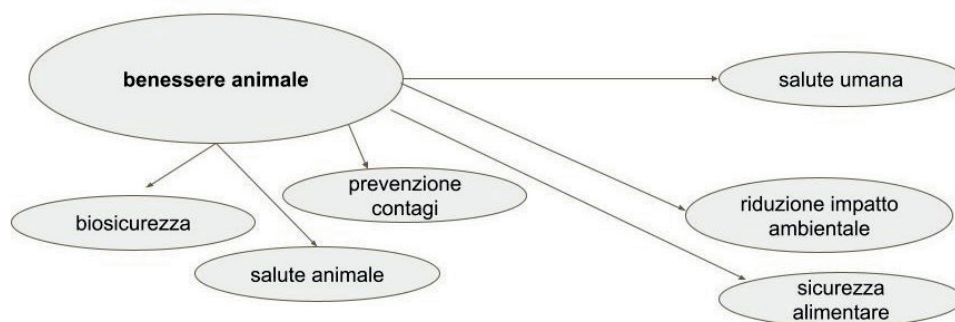 benessere animale
salute umana
prevenzione
contagi
biosicurezza
riduzione impatto
ambientale
salute animale
sicurezza
alimentare